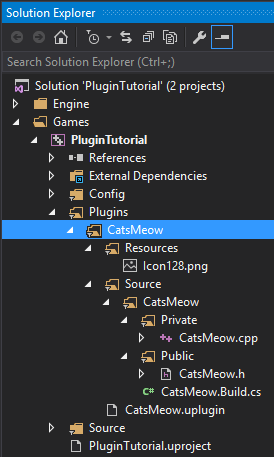 Solution Explorer
Search Solution Explorer (Ctrl+;)
Solution 'PluginTutorial' (2 projects)
Engine
Games
PluginTutorial
References
External Dependencies
Config
Plugins
CatsMeow
Resources
Icon128.png
Source
CatsMeow
Private
CatsMeow.cpp
Public
CatsMeow.h
C# CatsMeow.Build.cs
CatsMeow.uplugin
Source
PluginTutorial.uproject